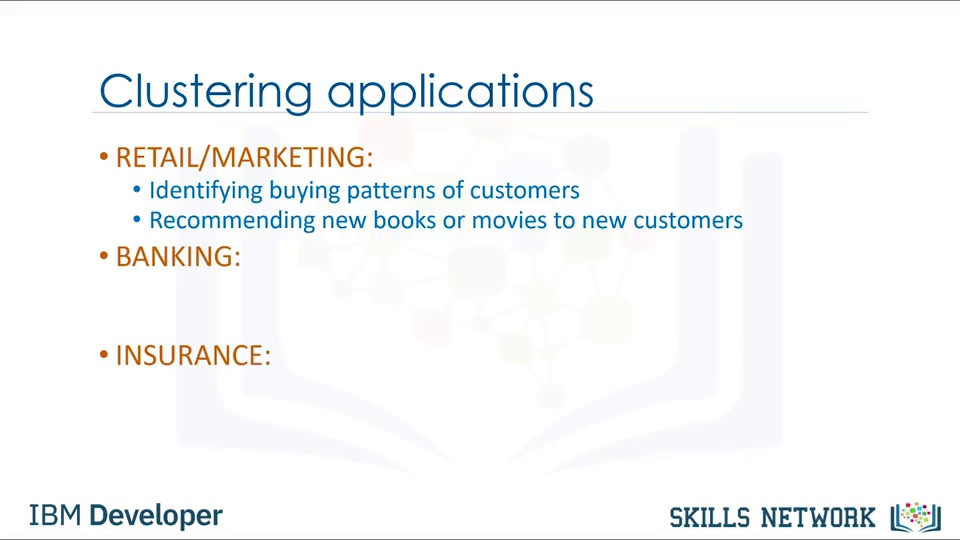 Clustering applications
• RETAIL/MARKETING:
• Identifying buying patterns of customers
• Recommending new books or movies to new customers
• BANKING:
• INSURANCE:
IBM Developer
SKILLS NETWORK